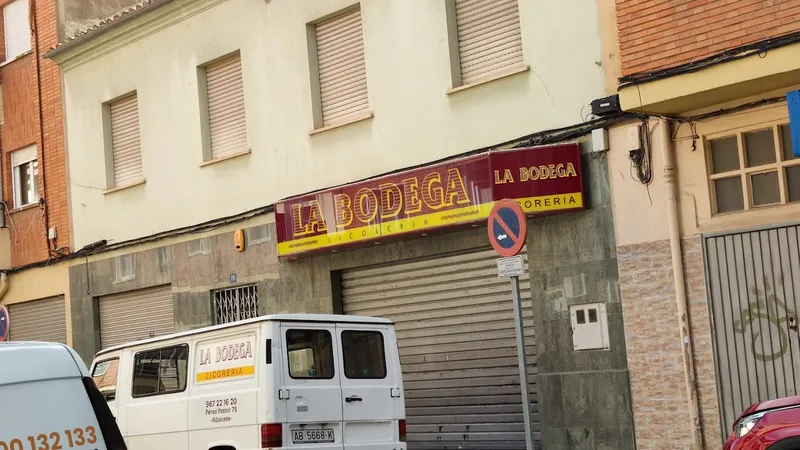 LA BODEGA
LICORERIA
LA BODEGA
LICORERIA
LA BODEGA
LICORERIA
967 22 16 20
Pérez Pastor 75
-Albacete-
AB 5668-K
00 132 133